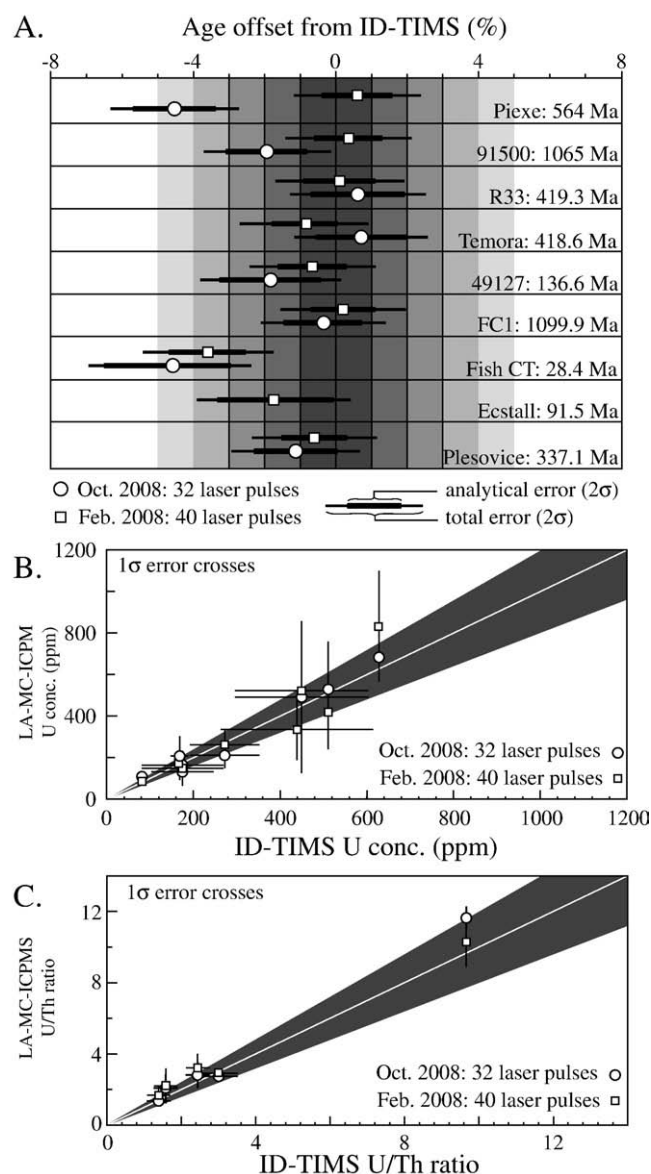 A.
Age offset from ID-TIMS (%)
-8 -4 0 4 8
Piexe: 564 Ma
91500: 1065 Ma
R33: 419.3 Ma
Temora: 418.6 Ma
49127: 136.6 Ma
FC1: 1099.9 Ma
Fish CT: 28.4 Ma
Ecstall: 91.5 Ma
Plesovice: 337.1 Ma
Oct. 2008: 32 laser pulses
Feb. 2008: 40 laser pulses
analytical error (2σ)
total error (2σ)
B.
1σ error crosses
LA-MC-ICPM
U conc. (ppm)
1200
800
400
0
Oct. 2008: 32 laser pulses
Feb. 2008: 40 laser pulses
0 200 400 600 800 1000 1200
ID-TIMS U conc. (ppm)
C.
1σ error crosses
LA-MC-ICPMS
U/Th ratio
12
8
4
0
Oct. 2008: 32 laser pulses
Feb. 2008: 40 laser pulses
0 4 8 12
ID-TIMS U/Th ratio